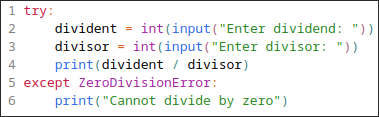 1 try:
2     divident = int(input("Enter dividend: "))
3     divisor = int(input("Enter divisor: "))
4     print(divident / divisor)
5 except ZeroDivisionError:
6     print("Cannot divide by zero")